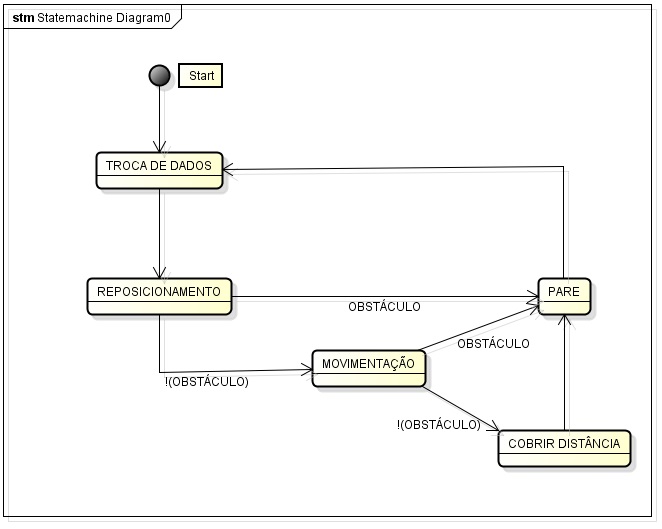 stm Statemachine Diagram0
Start
TROCA DE DADOS
REPOSICIONAMENTO
PARE
OBSTÁCULO
OBSTÁCULO
MOVIMENTAÇÃO
!(OBSTÁCULO)
!(OBSTÁCULO)
COBRIR DISTÂNCIA